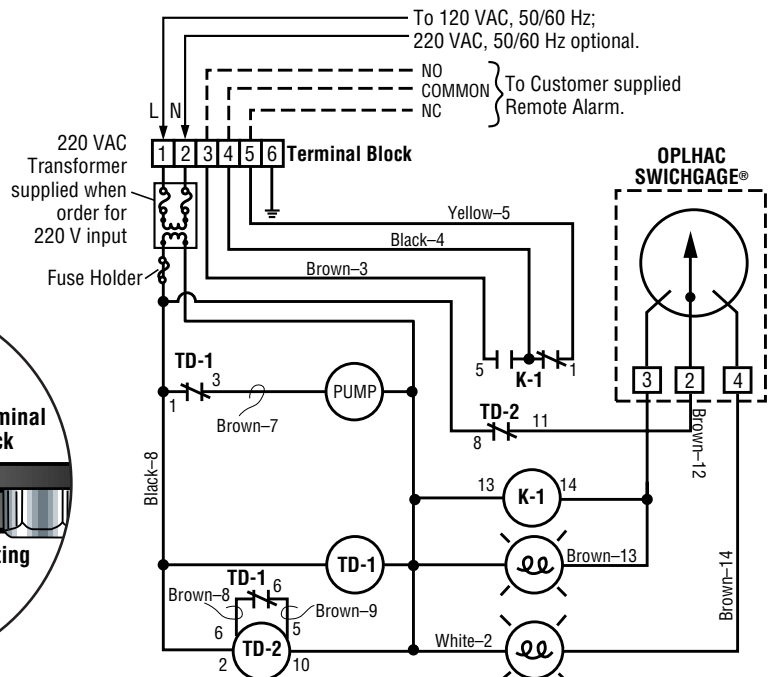 To 120 VAC, 50/60 Hz;
220 VAC, 50/60 Hz optional.
NO
COMMON
NC
To Customer supplied
Remote Alarm.
L N
220 VAC
Transformer
supplied when
order for
220 V input
1 2 3 4 5 6
Terminal Block
OPLHAC
SWICHGAGE®
Yellow–5
Black–4
Brown–3
Fuse Holder
5
K-1
1
3 2 4
TD-1
1
3
Brown–7
PUMP
TD-2
8
11
Brown–12
Black–8
13
K-1
14
TD-1
Brown–13
Brown–14
TD-1
6
Brown–8
Brown–9
6
5
TD-2
2
10
White–2